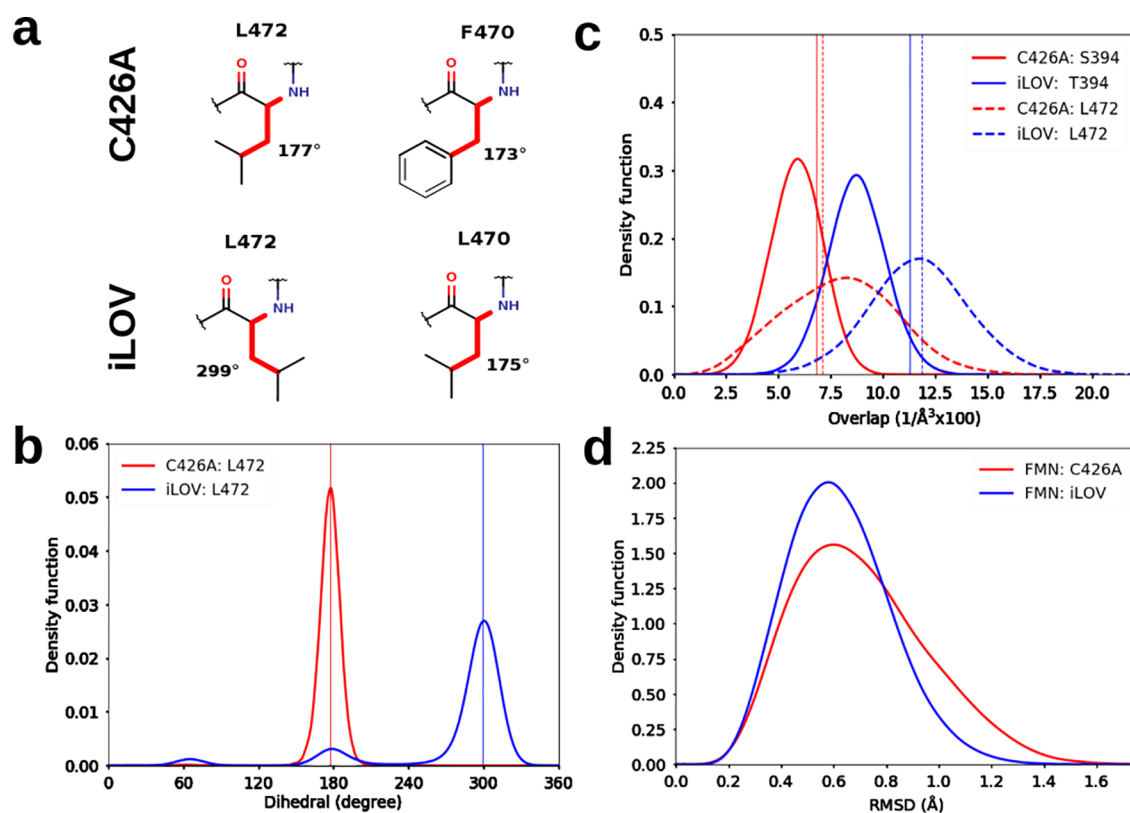 a
C426A
L472
F470
O
NH
177°
O
NH
173°
iLOV
L472
L470
O
NH
299°
O
NH
175°
c
0.5
0.4
0.3
0.2
0.1
0.0
Density function
C426A: S394
iLOV: T394
C426A: L472
iLOV: L472
0.0 2.5 5.0 7.5 10.0 12.5 15.0 17.5 20.0
Overlap (1/Å³x100)
b
0.06
0.05
0.04
0.03
0.02
0.01
0.00
Density function
C426A: L472
iLOV: L472
0 60 120 180 240 300 360
Dihedral (degree)
d
2.25
2.00
1.75
1.50
1.25
1.00
0.75
0.50
0.25
0.00
Density function
FMN: C426A
FMN: iLOV
0.0 0.2 0.4 0.6 0.8 1.0 1.2 1.4 1.6
RMSD (Å)